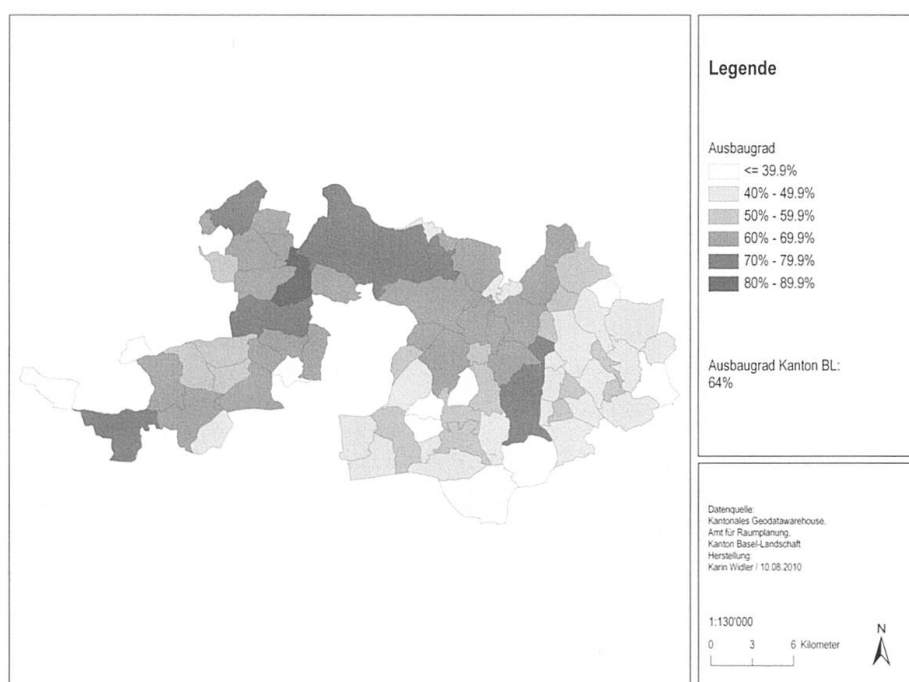 Legende
Ausbaugrad
<= 39.9%
40% - 49.9%
50% - 59.9%
60% - 69.9%
70% - 79.9%
80% - 89.9%
Ausbaugrad Kanton BL:
64%
Datenquelle:
Kantonales Geodatawarehouse,
Amt für Raumplanung,
Kanton Basel-Landschaft
Herstellung:
Karin Widler / 10.08.2010
1:130'000
0 3 6 Kilometer
N